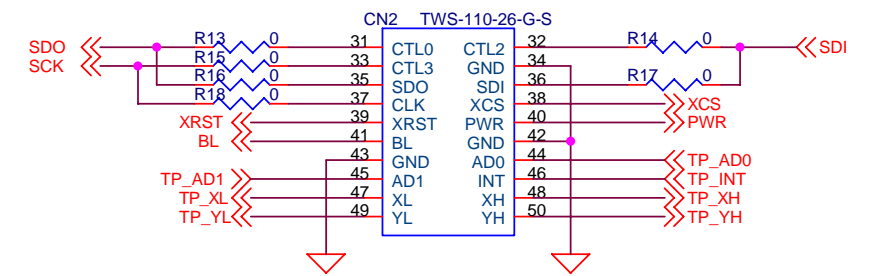 CN2 TWS-110-26-G-S
SDO R13 0 31 CTL0 CTL2 32 R14 0 SDI
SCK R15 0 33 CTL3 GND 34
R16 0 35 SDO SDI 36 R17 0
R18 0 37 CLK XCS 38 XCS
XRST 39 XRST PWR 40 PWR
BL 41 BL GND 42
43 GND AD0 44 TP_AD0
TP_AD1 45 AD1 INT 46 TP_INT
TP_XL 47 XL XH 48 TP_XH
TP_YL 49 YL YH 50 TP_YH